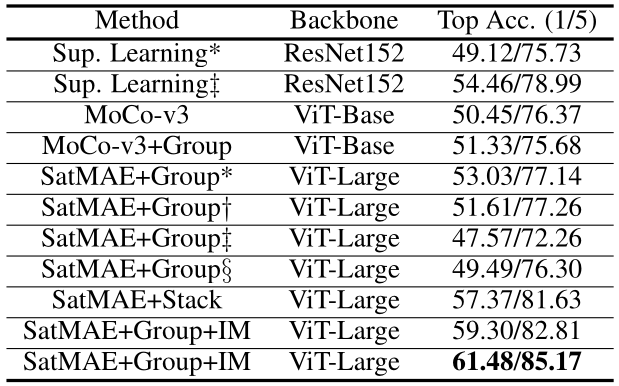 Method Backbone Top Acc. (1/5)
Sup. Learning* ResNet152 49.12/75.73
Sup. Learning‡ ResNet152 54.46/78.99
MoCo-v3 ViT-Base 50.45/76.37
MoCo-v3+Group ViT-Base 51.33/75.68
SatMAE+Group* ViT-Large 53.03/77.14
SatMAE+Group† ViT-Large 51.61/77.26
SatMAE+Group‡ ViT-Large 47.57/72.26
SatMAE+Group§ ViT-Large 49.49/76.30
SatMAE+Stack ViT-Large 57.37/81.63
SatMAE+Group+IM ViT-Large 59.30/82.81
SatMAE+Group+IM ViT-Large 61.48/85.17